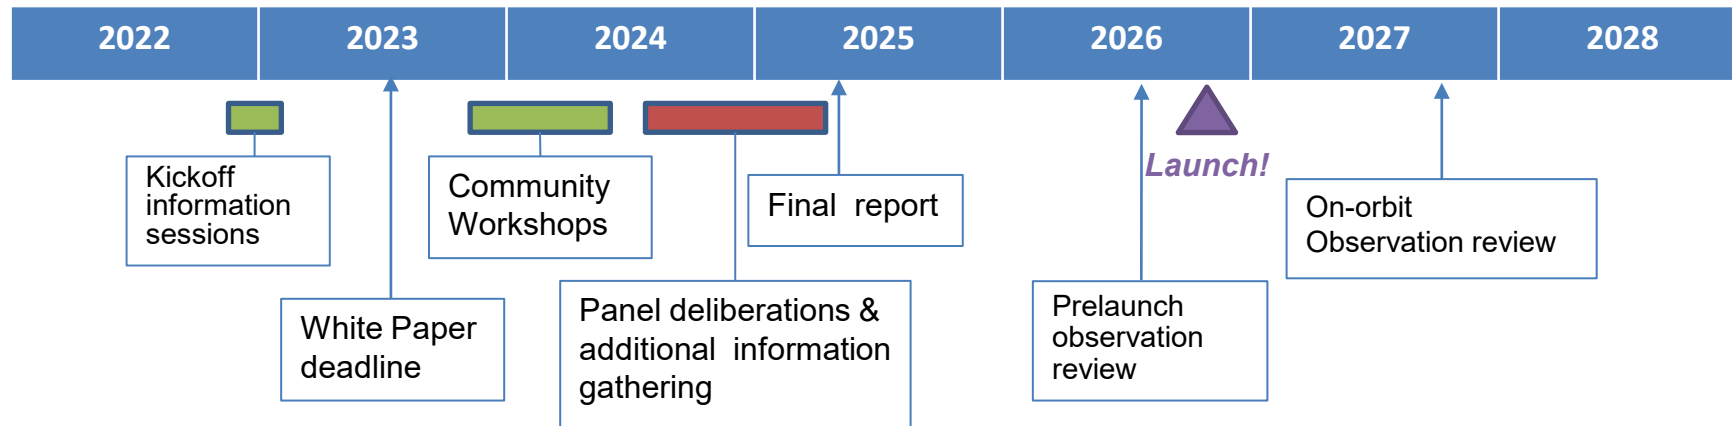 2022 2023 2024 2025 2026 2027 2028
Kickoff
information
sessions
White Paper
deadline
Community
Workshops
Panel deliberations &
additional information
gathering
Final report
Prelaunch
observation
review
Launch!
On-orbit
Observation review